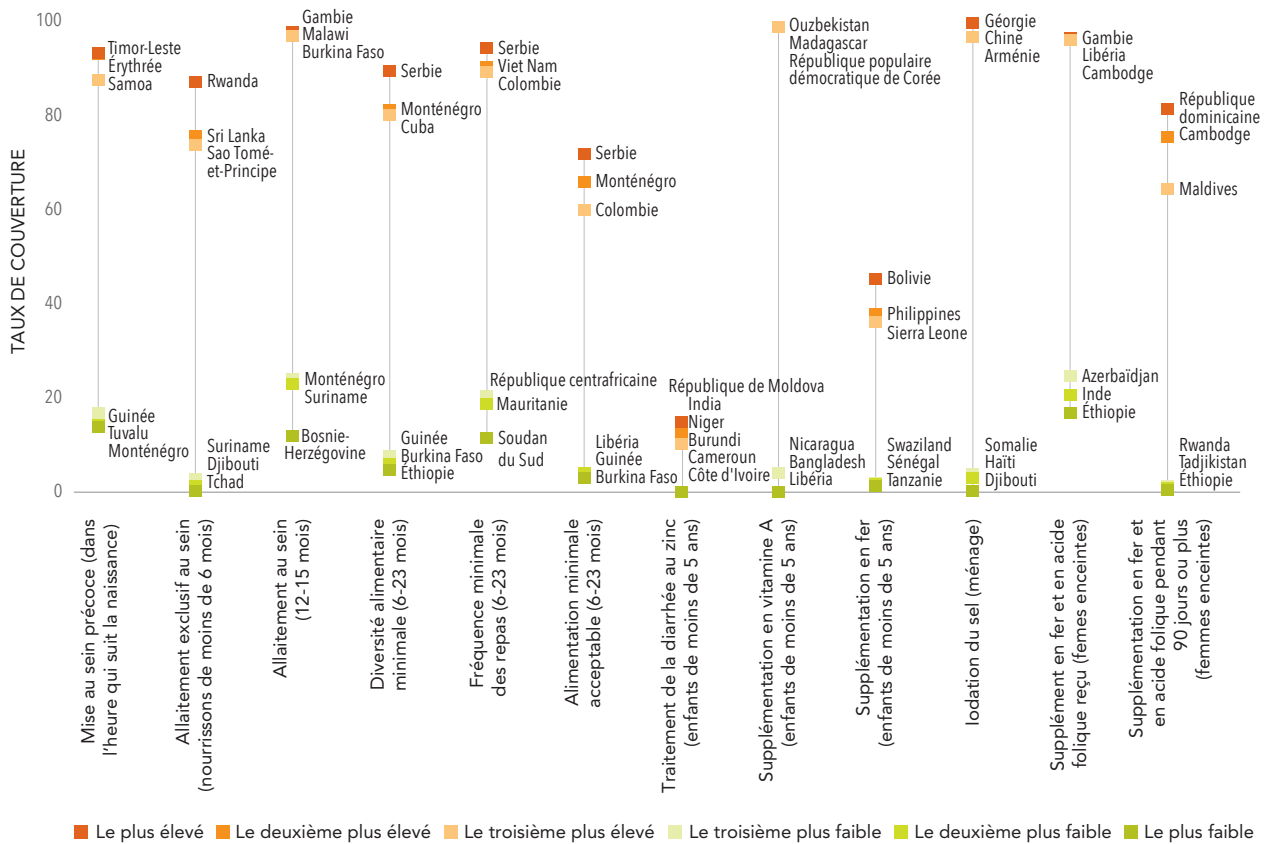 TAUX DE COUVERTURE
100
80
60
40
20
0
Timor-Leste
Érythrée
Samoa
Guinée
Tuvalu
Monténégro
Rwanda
Sri Lanka
Sao Tomé-
et-Principe
Suriname
Djibouti
Tchad
Gambie
Malawi
Burkina Faso
Monténégro
Suriname
Bosnie-
Herzégovine
Serbie
Monténégro
Cuba
Guinée
Burkina Faso
Éthiopie
Serbie
Viet Nam
Colombie
République centrafricaine
Mauritanie
Soudan
du Sud
Serbie
Monténégro
Colombie
Libéria
Guinée
Burkina Faso
République de Moldova
India
Niger
Burundi
Cameroun
Côte d'Ivoire
Ouzbekistan
Madagascar
République populaire
démocratique de Corée
Nicaragua
Bangladesh
Libéria
Bolivie
Philippines
Sierra Leone
Swaziland
Sénégal
Tanzanie
Géorgie
Chine
Arménie
Somalie
Haïti
Djibouti
Gambie
Libéria
Cambodge
Azerbaïdjan
Inde
Éthiopie
République
dominicaine
Cambodge
Maldives
Rwanda
Tadjikistan
Éthiopie
Mise au sein précoce (dans
l'heure qui suit la naissance)
Allaitement exclusif au sein
(nourrissons de moins de 6 mois)
Allaitement au sein
(12-15 mois)
Diversité alimentaire
minimale (6-23 mois)
Fréquence minimale
des repas (6-23 mois)
Alimentation minimale
acceptable (6-23 mois)
Traitement de la diarrhée au zinc
(enfants de moins de 5 ans)
Supplémentation en vitamine A
(enfants de moins de 5 ans)
Supplémentation en fer
(enfants de moins de 5 ans)
Iodation du sel (ménage)
Supplément en fer et en acide
folique reçu (femes enceintes)
Supplémentation en fer et
en acide folique pendant
90 jours ou plus
(femmes enceintes)
Le plus élevé
Le deuxième plus élevé
Le troisième plus élevé
Le troisième plus faible
Le deuxième plus faible
Le plus faible